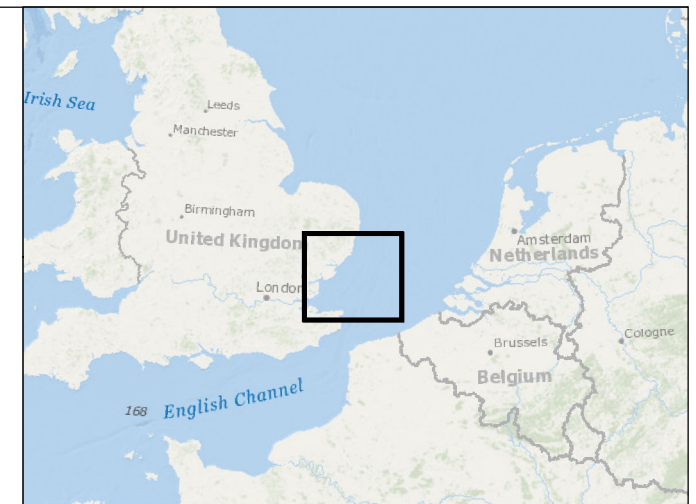 Irish Sea
Leeds
Manchester
Birmingham
United Kingdom
London
Amsterdam
Netherlands
Brussels
Cologne
Belgium
168
English Channel